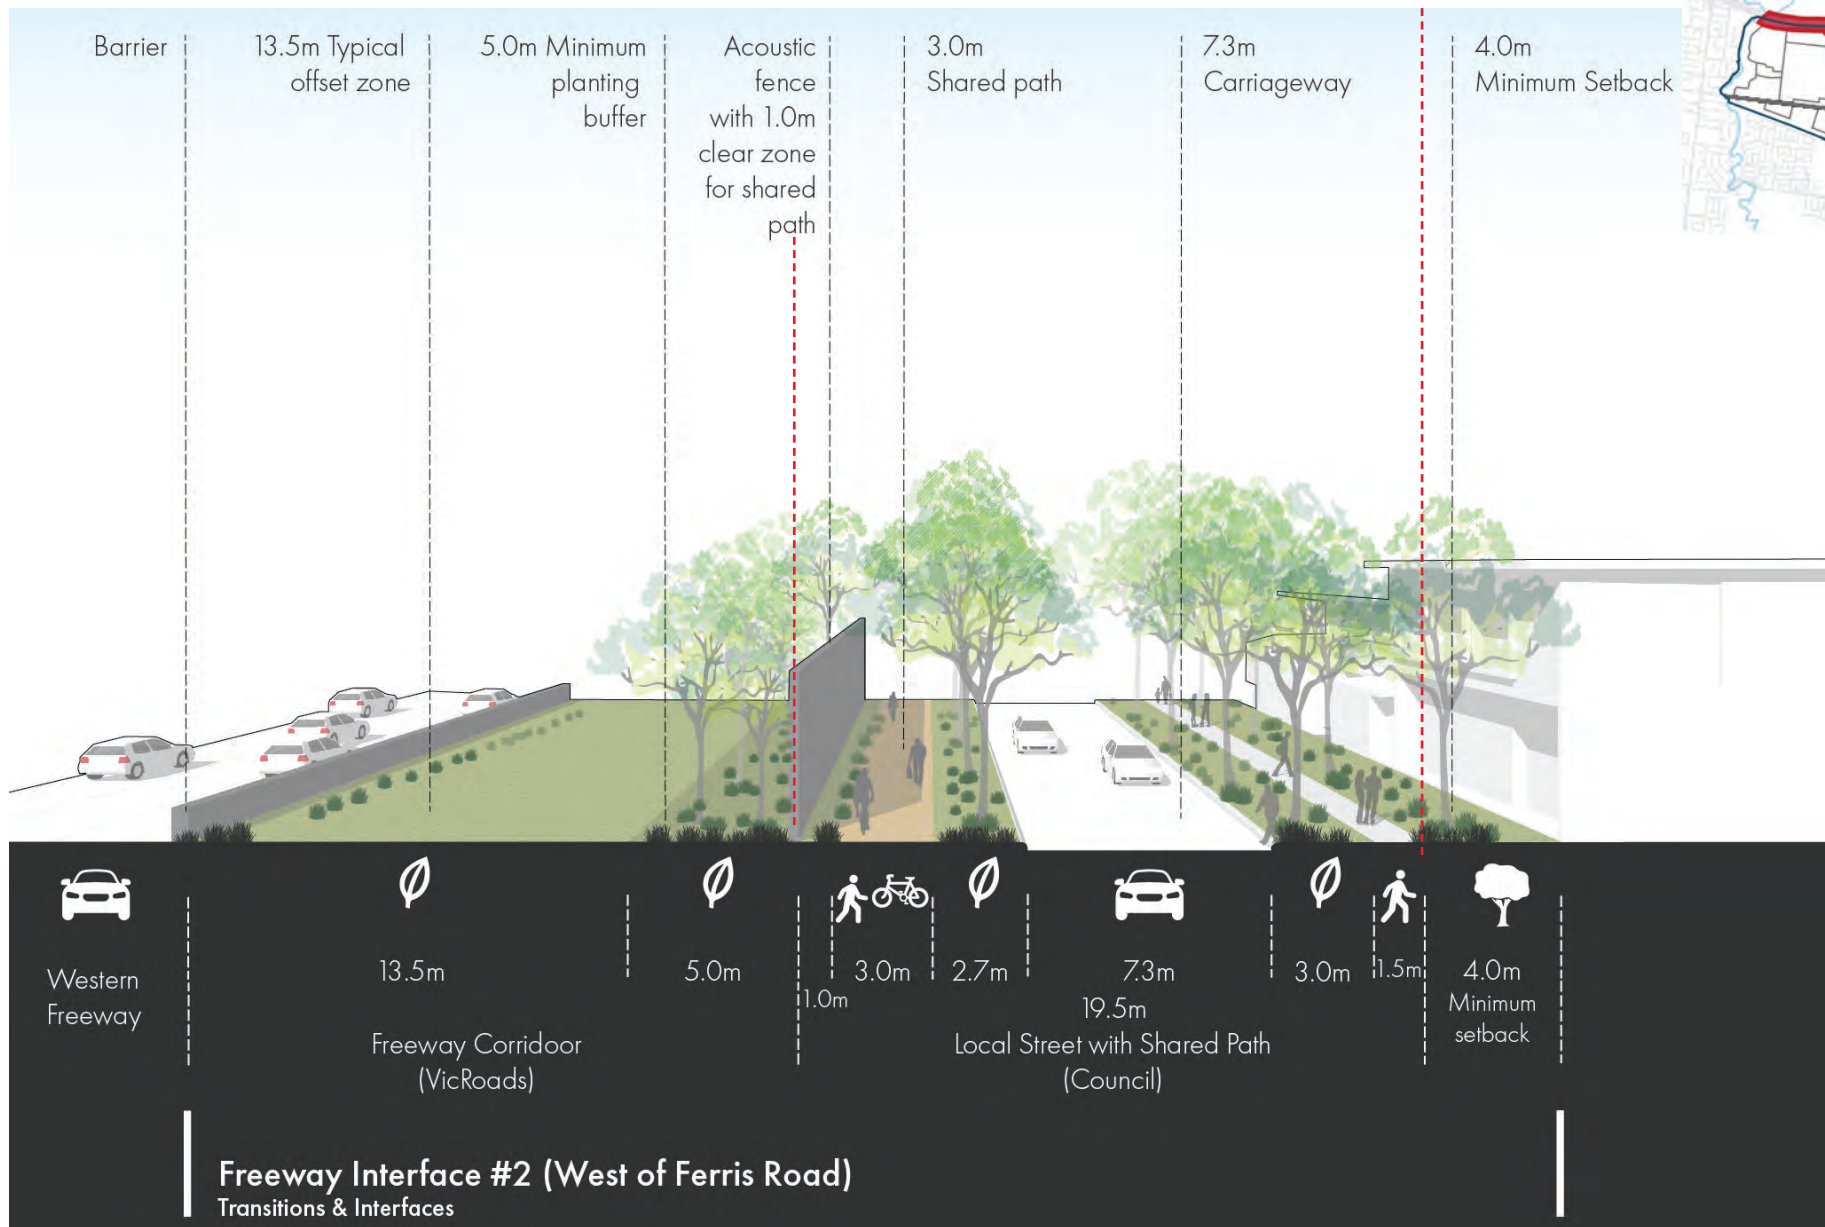 Barrier
13.5m Typical
offset zone
5.0m Minimum
planting
buffer
Acoustic
fence
with 1.0m
clear zone
for shared
path
3.0m
Shared path
7.3m
Carriageway
4.0m
Minimum Setback
Western
Freeway
13.5m
5.0m
1.0m
3.0m
2.7m
7.3m
3.0m
1.5m
4.0m
Minimum
setback
19.5m
Freeway Corridoor
(VicRoads)
Local Street with Shared Path
(Council)
Freeway Interface #2 (West of Ferris Road)
Transitions & Interfaces